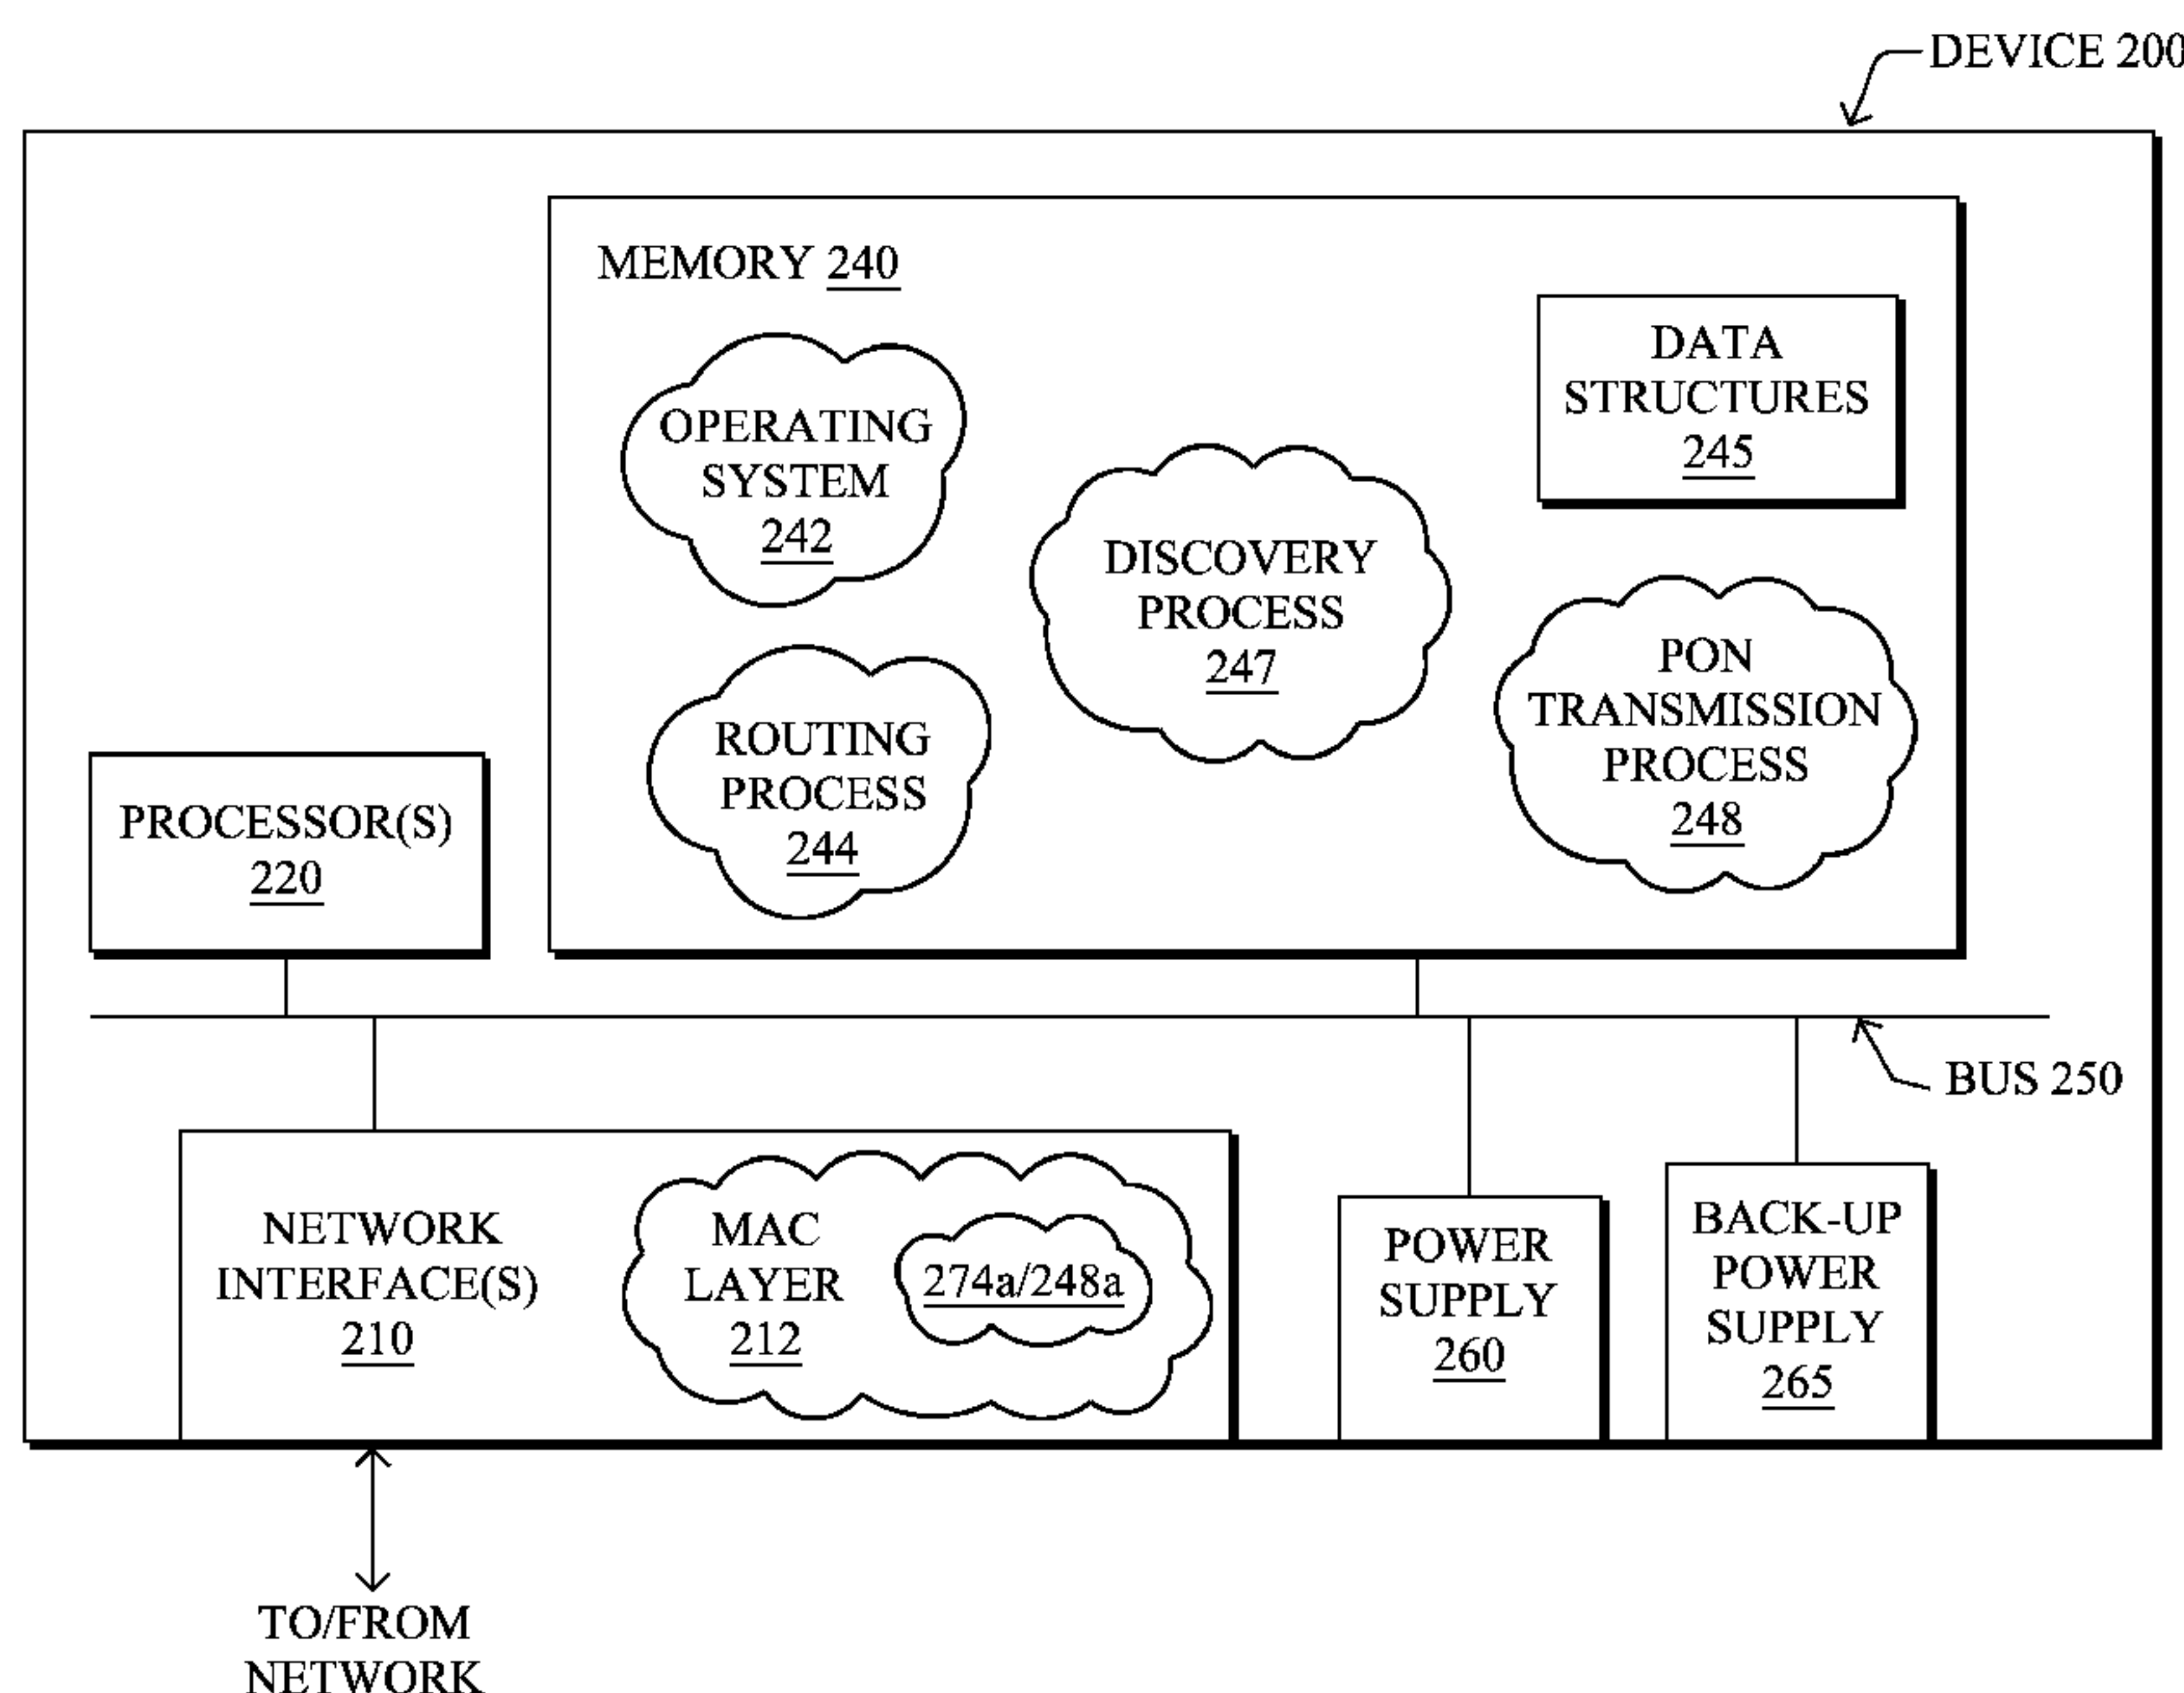 DEVICE 200
MEMORY 240
DATA
STRUCTURES
245
OPERATING
SYSTEM
242
DISCOVERY
PROCESS
247
PON
TRANSMISSION
PROCESS
248
ROUTING
PROCESS
244
PROCESSOR(S)
220
BUS 250
NETWORK
INTERFACE(S)
210
MAC
LAYER
212
274a/248a
POWER
SUPPLY
260
BACK-UP
POWER
SUPPLY
265
TO/FROM
NETWORK